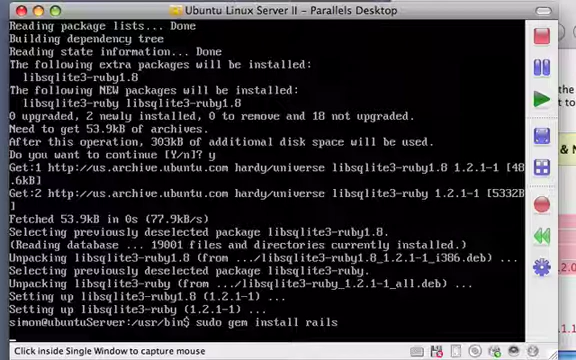 Ubuntu Linux Server II - Parallels Desktop
Reading package lists... Done
Building dependency tree
Reading state information... Done
The following extra packages will be installed:
libsqlite3-ruby1.8
The following NEW packages will be installed:
libsqlite3-ruby libsqlite3-ruby1.8
0 upgraded, 2 newly installed, 0 to remove and 18 not upgraded.
Need to get 53.9kB of archives.
After this operation, 303kB of additional disk space will be used.
Do you want to continue [Y/n]? y
Get:1 http://us.archive.ubuntu.com hardy/universe libsqlite3-ruby1.8 1.2.1-1 [48
.6kB]
Get:2 http://us.archive.ubuntu.com hardy/universe libsqlite3-ruby 1.2.1-1 [5332B
]
Fetched 53.9kB in 0s (77.9kB/s)
Selecting previously deselected package libsqlite3-ruby1.8.
(Reading database ... 19001 files and directories currently installed.)
Unpacking libsqlite3-ruby1.8 (from .../libsqlite3-ruby1.8_1.2.1-1_i386.deb) ...
Selecting previously deselected package libsqlite3-ruby.
Unpacking libsqlite3-ruby (from .../libsqlite3-ruby_1.2.1-1_all.deb) ...
Setting up libsqlite3-ruby1.8 (1.2.1-1) ...
Setting up libsqlite3-ruby (1.2.1-1) ...
simon@ubuntuServer:/usr/bin$ sudo gem install rails
Click inside Single Window to capture mouse